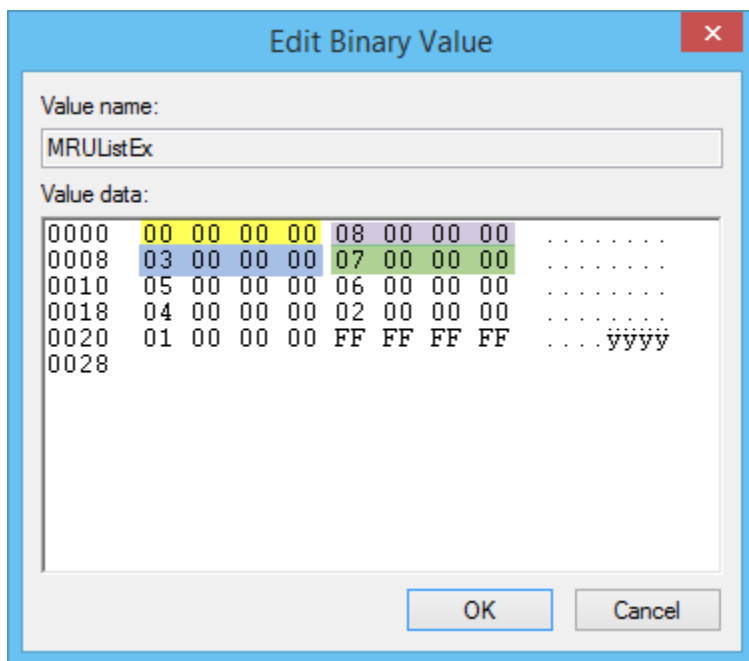 Edit Binary Value
×
Value name:
MRUListEx
Value data:
0000 00 00 00 00 08 00 00 00 ........
0008 03 00 00 00 07 00 00 00 ........
0010 05 00 00 00 06 00 00 00 ........
0018 04 00 00 00 02 00 00 00 ........
0020 01 00 00 00 FF FF FF FF ....ÿÿÿÿ
0028
OK Cancel